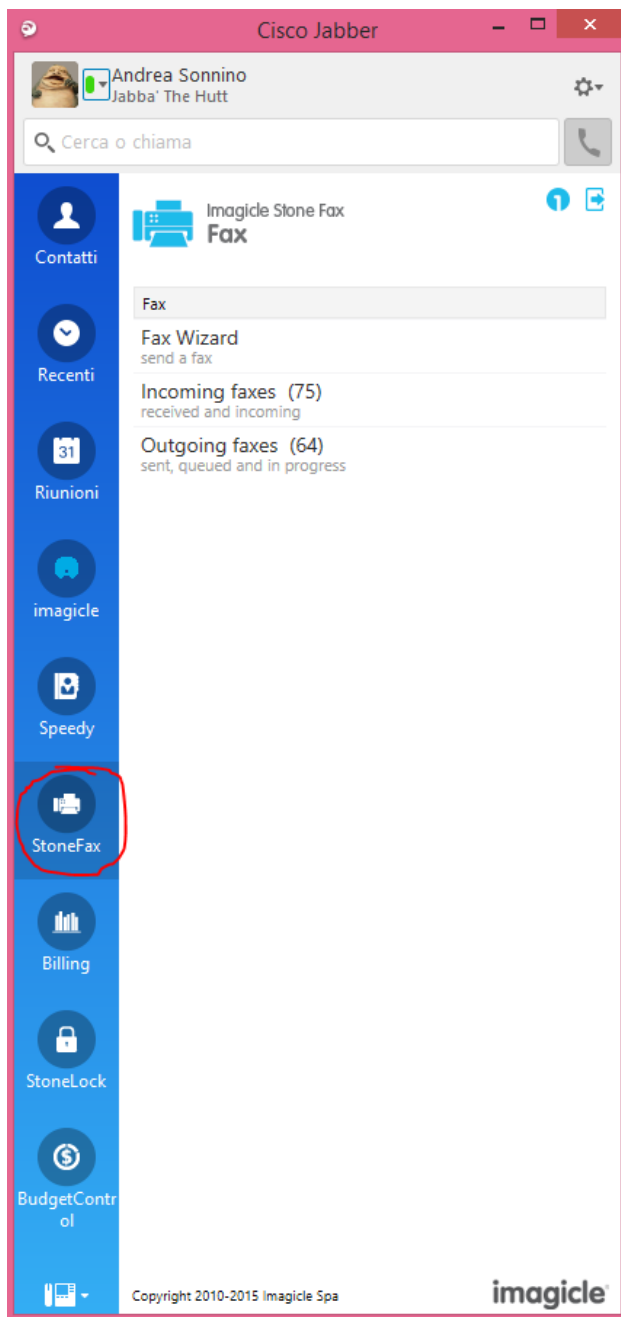 Cisco Jabber
Andrea Sonnino
Jabba' The Hutt
Cerca o chiama
Contatti
Recenti
31
Riunioni
imagicle
Speedy
StoneFax
Billing
StoneLock
BudgetContr
ol
Imagicle Stone Fax
Fax
Fax
Fax Wizard
send a fax
Incoming faxes (75)
received and incoming
Outgoing faxes (64)
sent, queued and in progress
Copyright 2010-2015 Imagicle Spa
imagicle